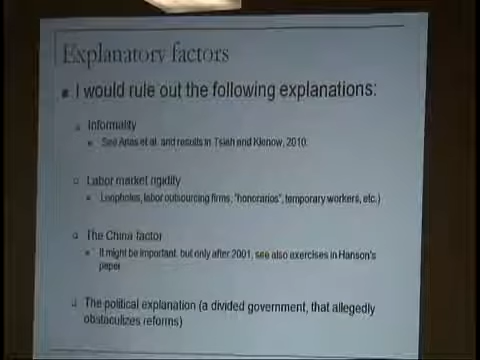 Explanatory factors
I would rule out the following explanations:
Informality
See Arias et al. and results in Tsieh and Klenow, 2010.
Labor market rigidity
Loopholes, labor outsourcing firms, "honorarios", temporary workers, etc.)
The China factor
It might be important, but only after 2001, see also exercises in Hanson's
paper
The political explanation (a divided government, that allegedly
obstaculizes reforms)